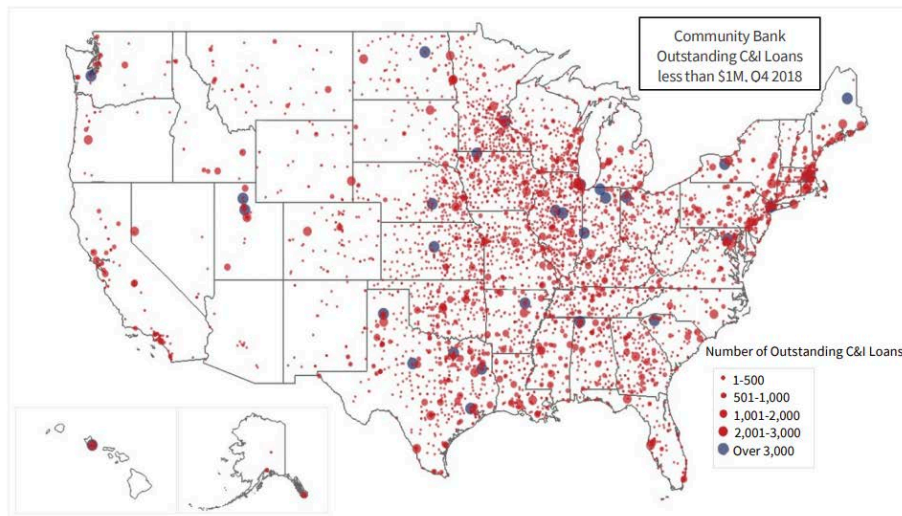 Community Bank
Outstanding C&I Loans
less than $1M, Q4 2018
Number of Outstanding C&I Loans
1-500
501-1,000
1,001-2,000
2,001-3,000
Over 3,000